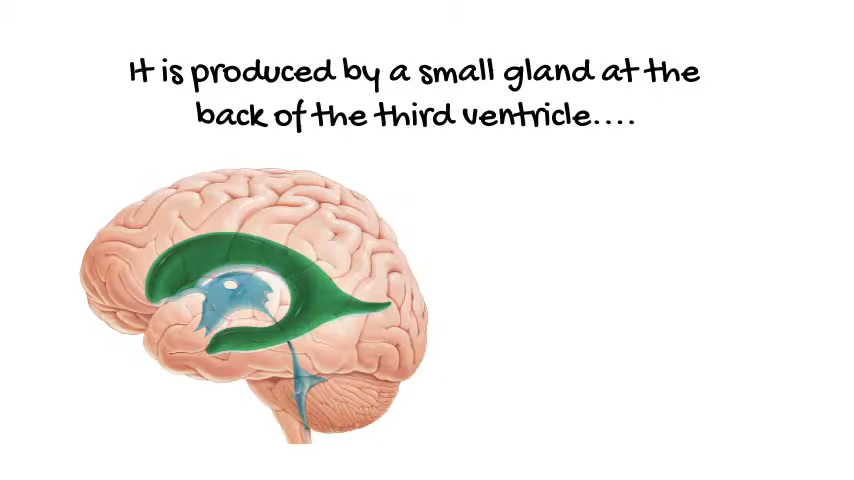 It is produced by a small gland at the
back of the third ventricle....